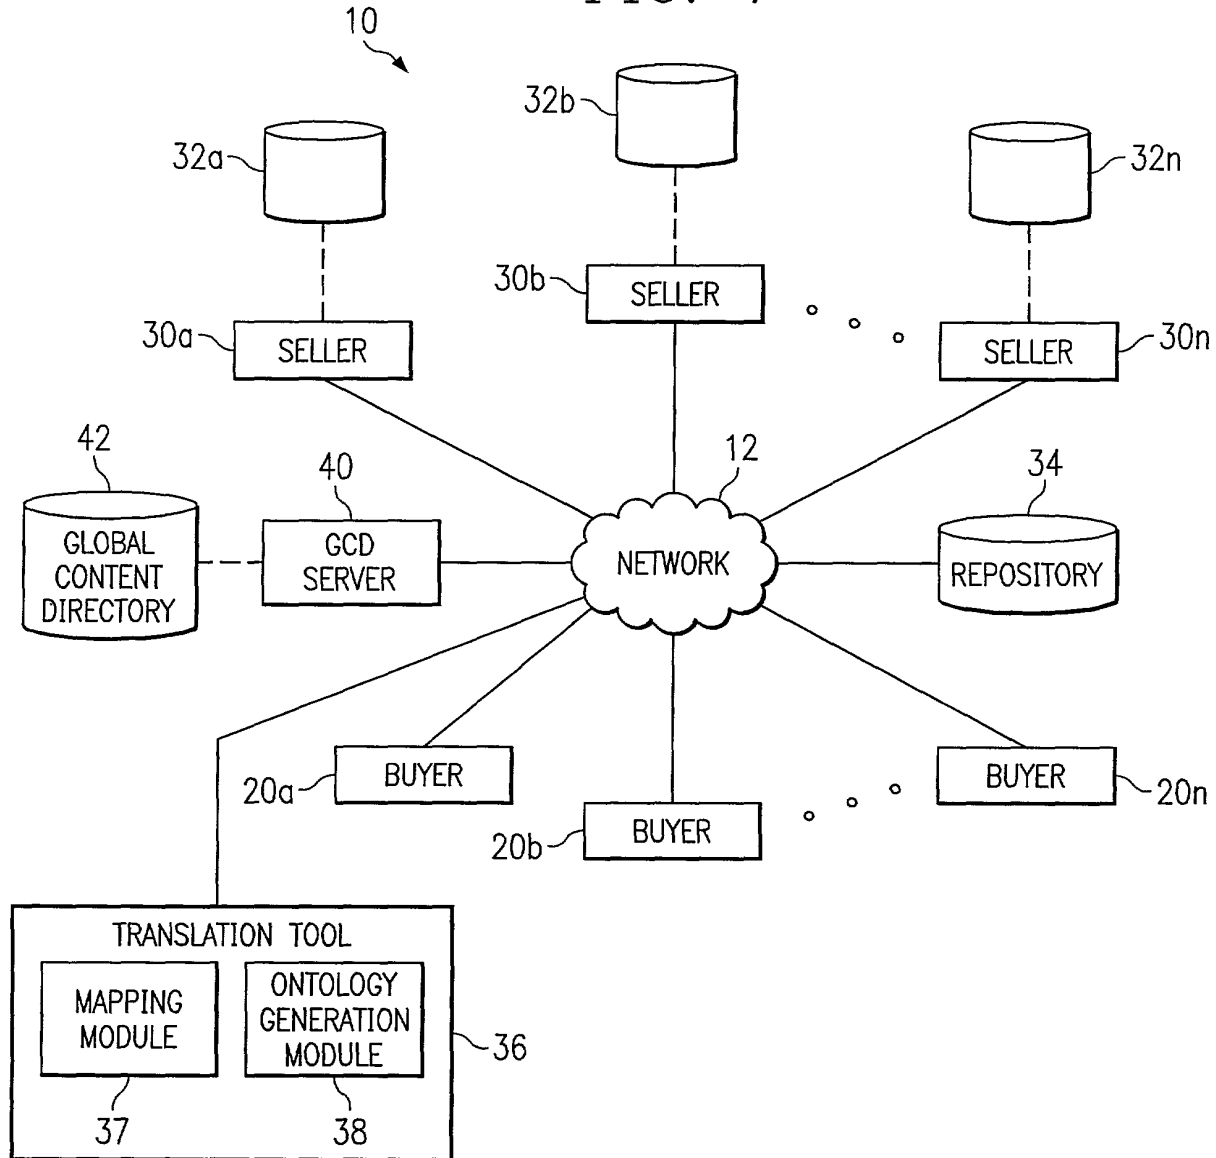 10
32a
32b
32n
30a
SELLER
30b
SELLER
SELLER
30n
42
40
12
34
GLOBAL
CONTENT
DIRECTORY
GCD
SERVER
NETWORK
REPOSITORY
20a
BUYER
20b
BUYER
BUYER
20n
TRANSLATION TOOL
MAPPING
MODULE
ONTOLOGY
GENERATION
MODULE
36
37
38